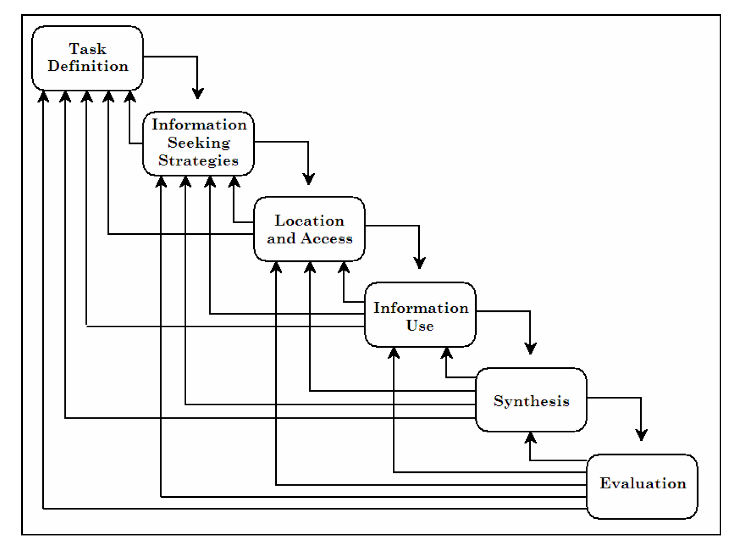 Task
Definition
Information
Seeking
Strategies
Location
and Access
Information
Use
Synthesis
Evaluation